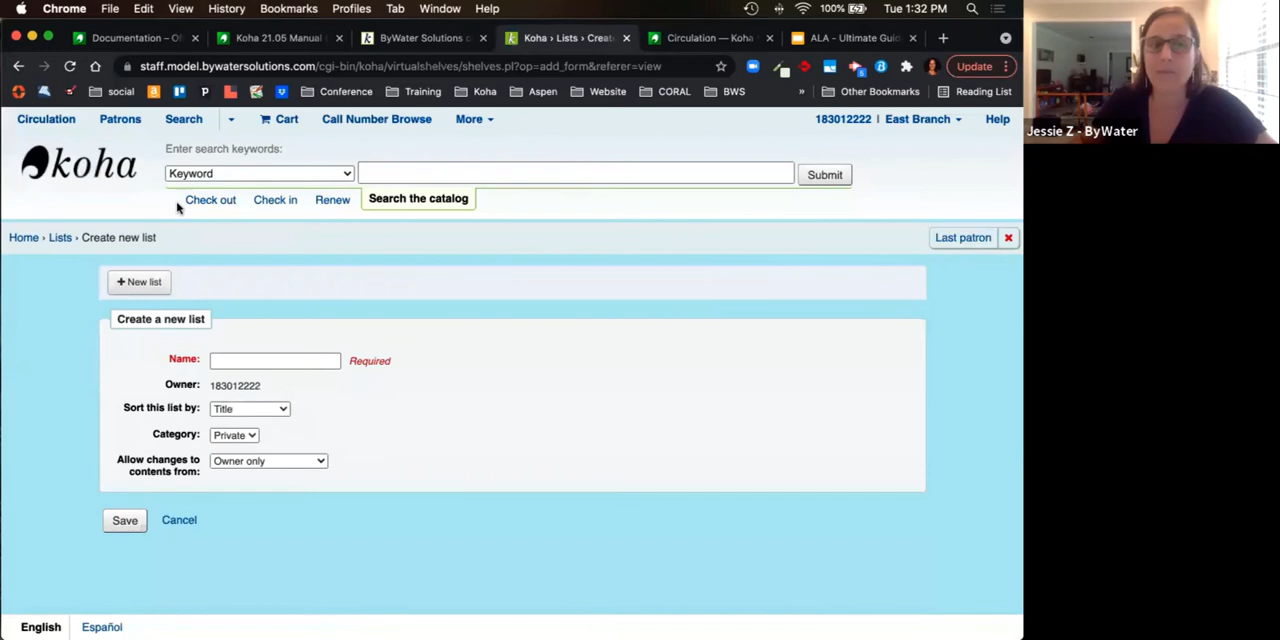 Chrome File Edit View History Bookmarks Profiles Tab Window Help 100% Tue 1:32 PM
Documentation – Of Koha 21.05 Manual ByWater Solutions Koha › Lists › Create Circulation — Koha ALA - Ultimate Guid
staff.model.bywatersolutions.com/cgi-bin/koha/virtualshelves/shelves.pl?op=add_form&referer=view Update
social Conference Training Koha Aspen Website CORAL BWS » Other Bookmarks Reading List
Circulation Patrons Search Cart Call Number Browse More 183012222 | East Branch Help
koha
Enter search keywords:
Keyword Submit
Check out Check in Renew Search the catalog
Home › Lists › Create new list Last patron
+ New list
Create a new list
Name: Required
Owner: 183012222
Sort this list by: Title
Category: Private
Allow changes to
contents from: Owner only
Save Cancel
English Español
Jessie Z - ByWater